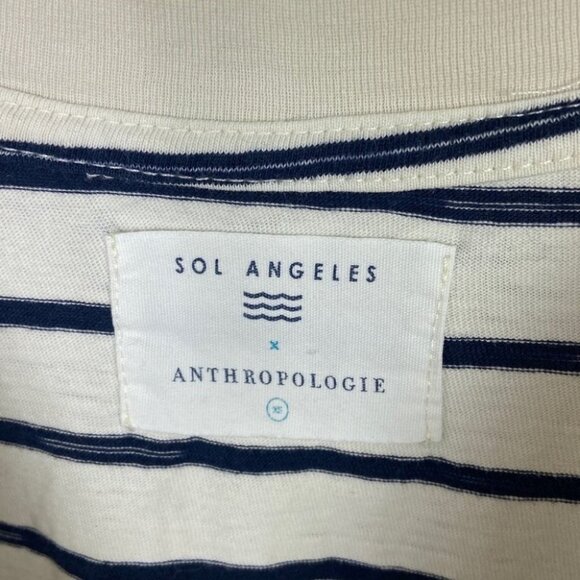 SOL ANGELES
x
ANTHROPOLOGIE
XS